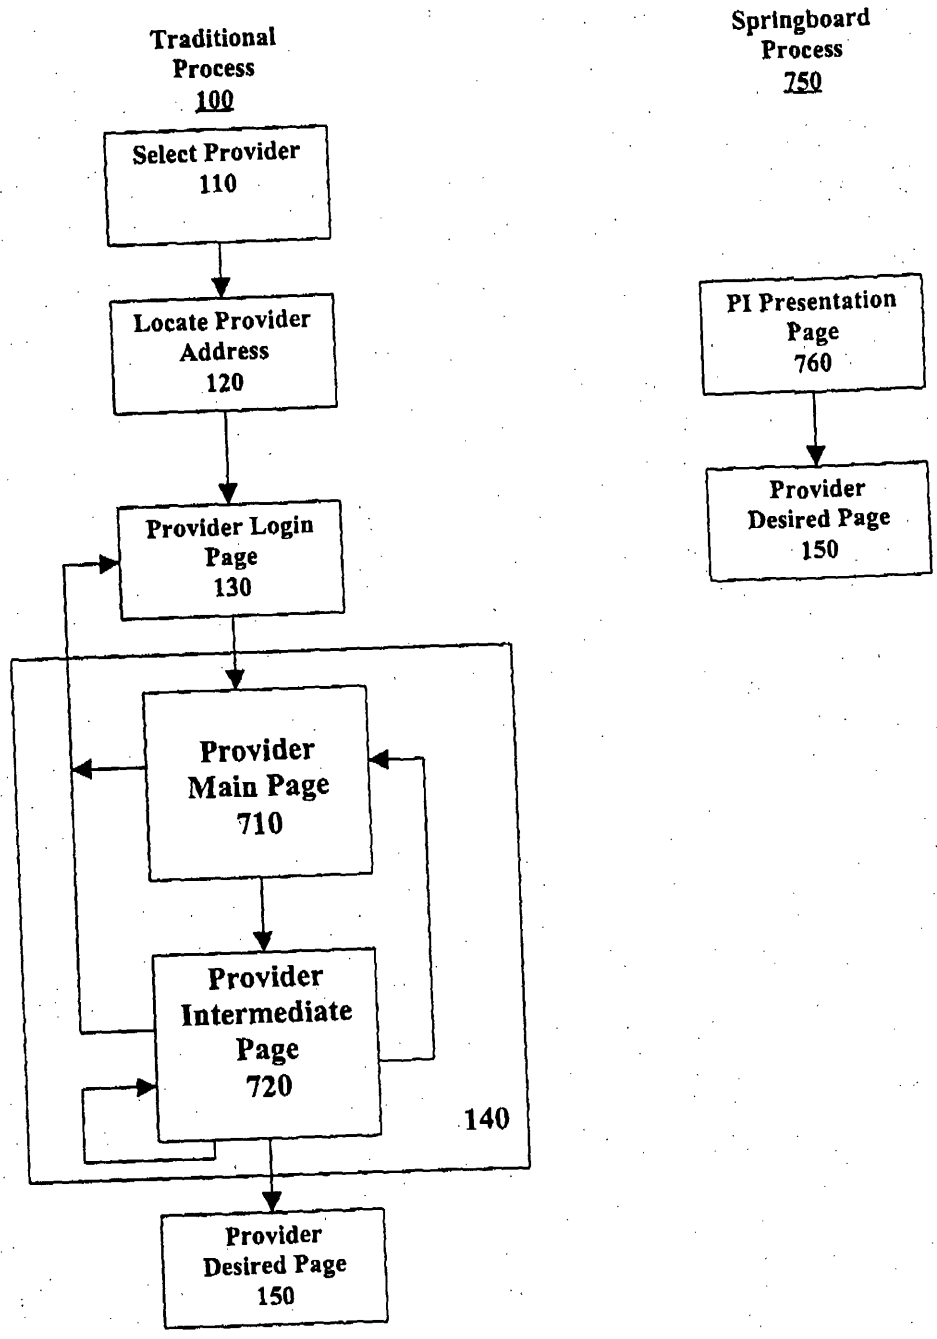 Traditional
Process
100
Select Provider
110
Locate Provider
Address
120
Provider Login
Page
130
Provider
Main Page
710
Provider
Intermediate
Page
720
140
Provider
Desired Page
150
Springboard
Process
750
PI Presentation
Page
760
Provider
Desired Page
150